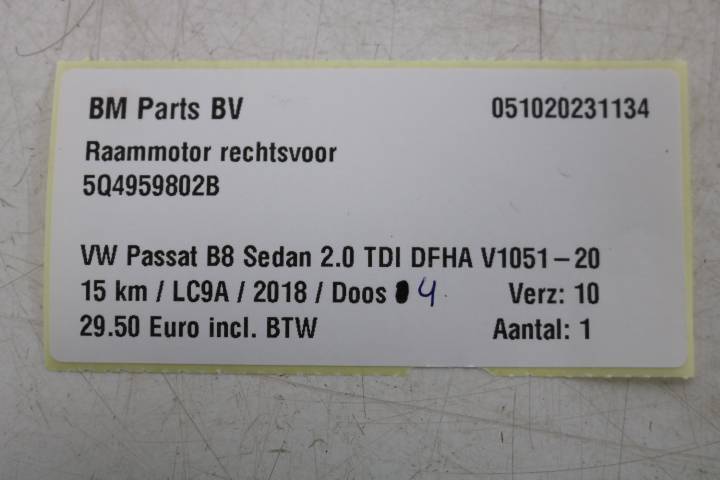 BM Parts BV 051020231134
Raammotor rechtsvoor
5Q4959802B
VW Passat B8 Sedan 2.0 TDI DFHA V1051-20
15 km / LC9A / 2018 / Doos 4 Verz: 10
29.50 Euro incl. BTW Aantal: 1